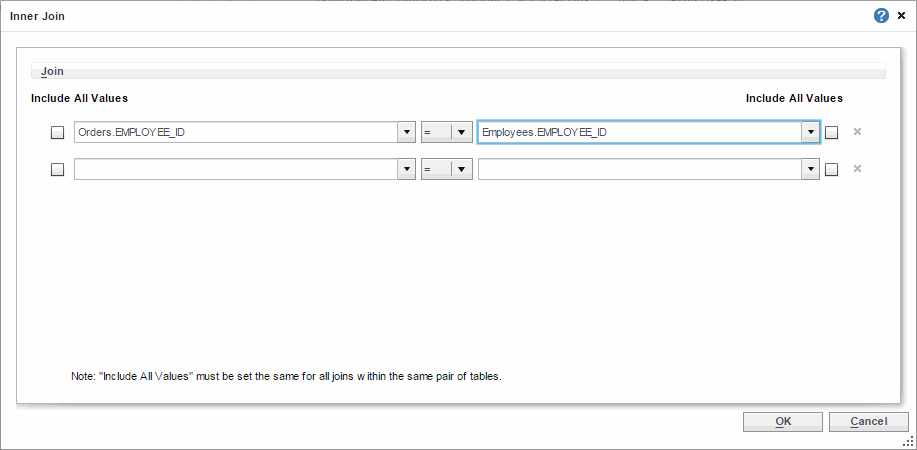 Inner Join
Join
Include All Values Include All Values
Orders.EMPLOYEE_ID = Employees.EMPLOYEE_ID
=
Note: "Include All Values" must be set the same for all joins within the same pair of tables.
OK Cancel